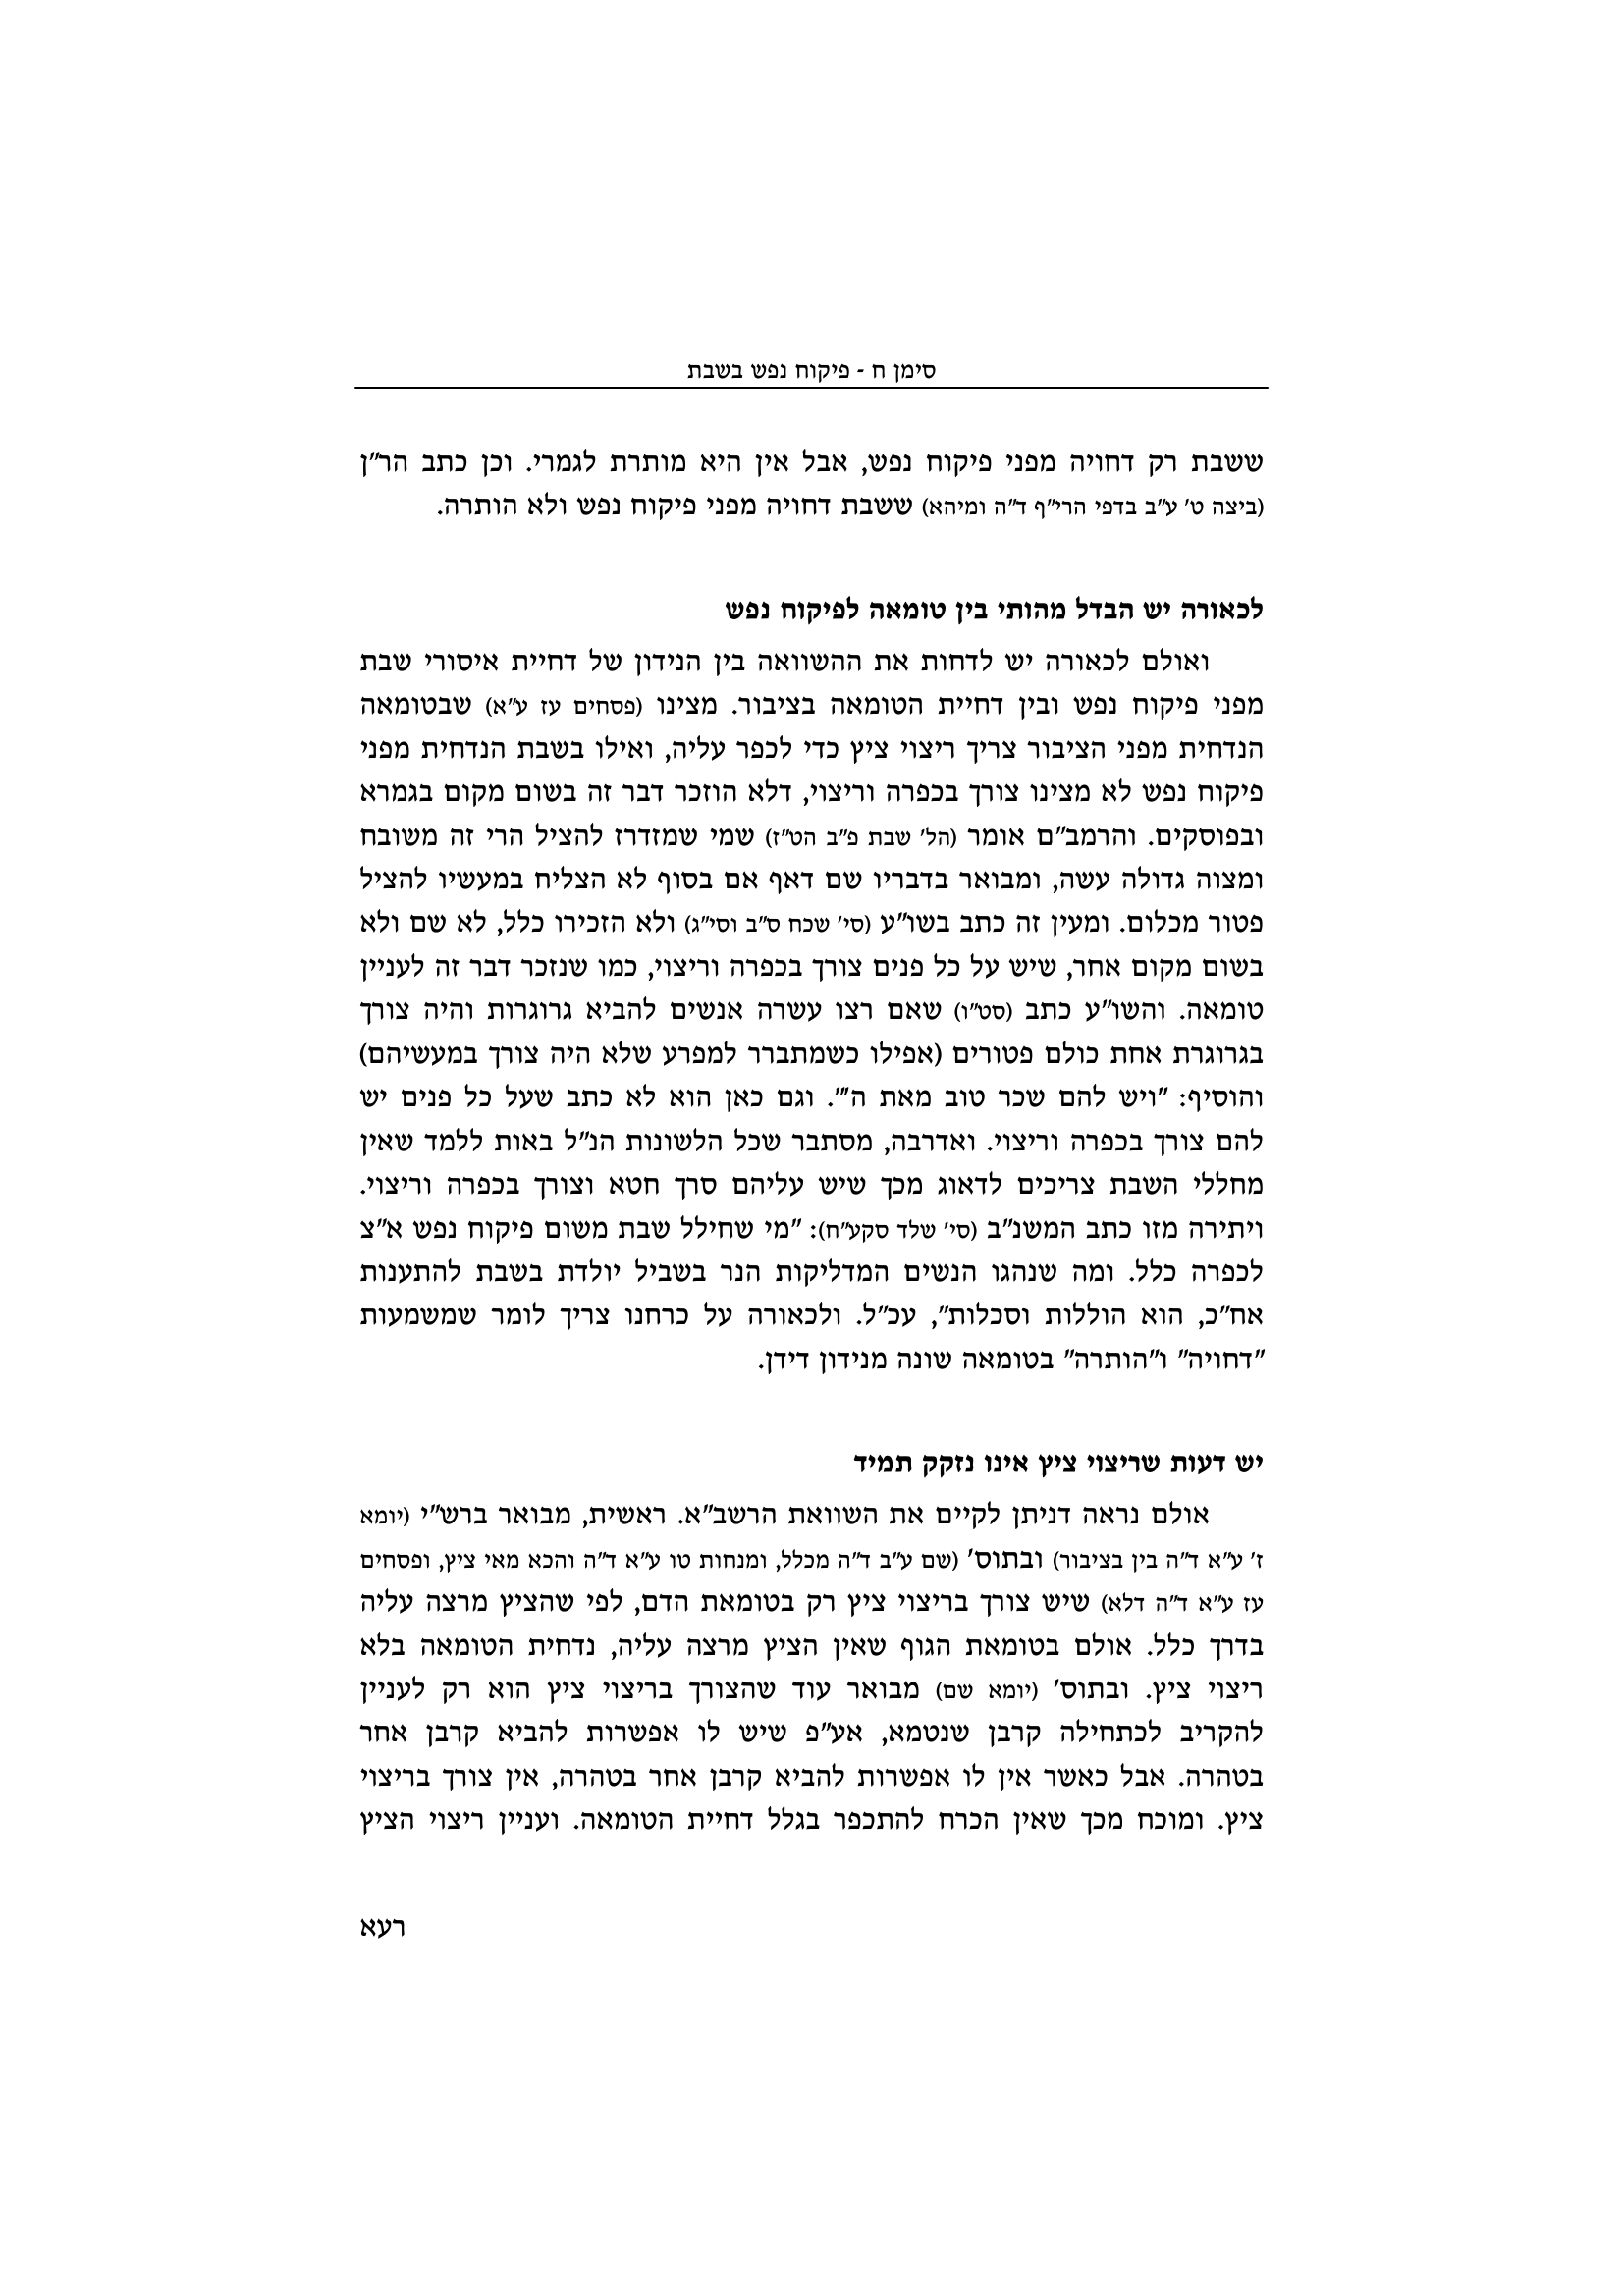 סימן ח - פיקוח נפש בשבת
ששבת רק דחויה מפני פיקוח נפש, אבל אין היא מותרת לגמרי. וכן כתב הר"ן
(ביצה ט' ע"ב בדפי הרי"ף ד"ה ומיהא) ששבת דחויה מפני פיקוח נפש ולא הותרה.
לכאורה יש הבדל מהותי בין טומאה לפיקוח נפש
ואולם לכאורה יש לדחות את ההשוואה בין הנידון של דחיית איסורי שבת
מפני פיקוח נפש ובין דחיית הטומאה בציבור. מצינו (פסחים עז ע"א) שבטומאה
הנדחית מפני הציבור צריך ריצוי ציץ כדי לכפר עליה, ואילו בשבת הנדחית מפני
פיקוח נפש לא מצינו צורך בכפרה וריצוי, דלא הוזכר דבר זה בשום מקום בגמרא
ובפוסקים. והרמב"ם אומר (הל' שבת פ"ב הט"ז) שמי שמזדרז להציל הרי זה משובח
ומצוה גדולה עשה, ומבואר בדבריו שם דאף אם בסוף לא הצליח במעשיו להציל
פטור מכלום. ומעין זה כתב בשו"ע (סי' שכח ס"ב וסי"ג) ולא הזכירו כלל, לא שם ולא
בשום מקום אחר, שיש על כל פנים צורך בכפרה וריצוי, כמו שנזכר דבר זה לעניין
טומאה. והשו"ע כתב (סט"ו) שאם רצו עשרה אנשים להביא גרוגרות והיה צורך
בגרוגרת אחת כולם פטורים (אפילו כשמתברר למפרע שלא היה צורך במעשיהם)
והוסיף: "ויש להם שכר טוב מאת ה'". וגם כאן הוא לא כתב שעל כל פנים יש
להם צורך בכפרה וריצוי. ואדרבה, מסתבר שכל הלשונות הנ"ל באות ללמד שאין
מחללי השבת צריכים לדאוג מכך שיש עליהם סרך חטא וצורך בכפרה וריצוי.
ויתירה מזו כתב המשנ"ב (סי' שלד סקע"ח): "מי שחילל שבת משום פיקוח נפש א"צ
לכפרה כלל. ומה שנהגו הנשים המדליקות הנר בשביל יולדת בשבת להתענות
אח"כ, הוא הוללות וסכלות", עכ"ל. ולכאורה על כרחנו צריך לומר שמשמעות
"דחויה" ו"הותרה" בטומאה שונה מנידון דידן.
יש דעות שריצוי ציץ אינו נזקק תמיד
אולם נראה דניתן לקיים את השוואת הרשב"א. ראשית, מבואר ברש"י (יומא
ז' ע"א ד"ה בין בציבור) ובתוס' (שם ע"ב ד"ה מכלל, ומנחות טו ע"א ד"ה והכא מאי ציץ, ופסחים
עז ע"א ד"ה דלא) שיש צורך בריצוי ציץ רק בטומאת הדם, לפי שהציץ מרצה עליה
בדרך כלל. אולם בטומאת הגוף שאין הציץ מרצה עליה, נדחית הטומאה בלא
ריצוי ציץ. ובתוס' (יומא שם) מבואר עוד שהצורך בריצוי ציץ הוא רק לעניין
להקריב לכתחילה קרבן שנטמא, אע"פ שיש לו אפשרות להביא קרבן אחר
בטהרה. אבל כאשר אין לו אפשרות להביא קרבן אחר בטהרה, אין צורך בריצוי
ציץ. ומוכח מכך שאין הכרח להתכפר בגלל דחיית הטומאה. ועניין ריצוי הציץ
רעא